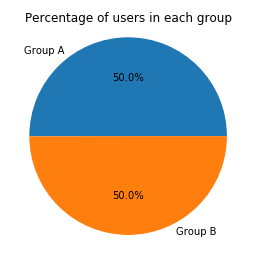 Percentage of users in each group
Group A
50.0%
50.0%
Group B